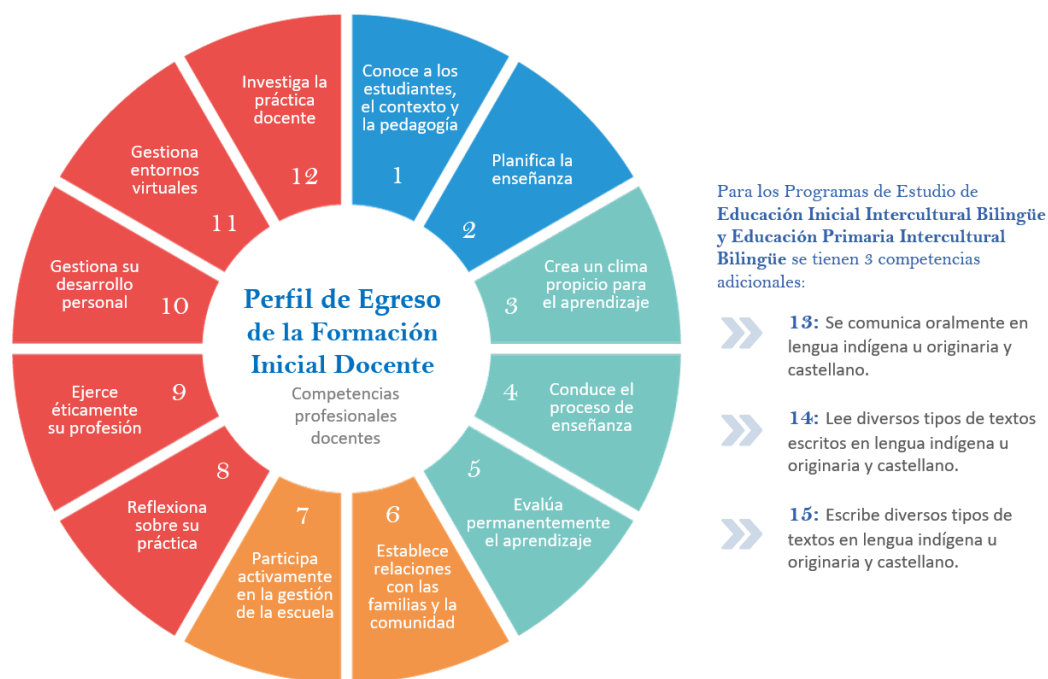 Perfil de Egreso
de la Formación
Inicial Docente
Competencias
profesionales
docentes
Conoce a los
estudiantes,
el contexto y
la pedagogía
1
Planifica la
enseñanza
2
Crea un clima
propicio para
el aprendizaje
3
Conduce el
proceso de
enseñanza
4
Evalúa
permanentemente
el aprendizaje
5
Establece
relaciones
con las
familias y la
comunidad
6
Participa
activamente
en la gestión
de la escuela
7
Reflexiona
sobre su
práctica
8
Ejerce
éticamente
su profesión
9
Gestiona su
desarrollo
personal
10
Gestiona
entornos
virtuales
11
Investiga la
práctica
docente
12
Para los Programas de Estudio de
Educación Inicial Intercultural Bilingüe
y Educación Primaria Intercultural
Bilingüe se tienen 3 competencias
adicionales:
13: Se comunica oralmente en
lengua indígena u originaria y
castellano.
14: Lee diversos tipos de textos
escritos en lengua indígena u
originaria y castellano.
15: Escribe diversos tipos de
textos en lengua indígena u
originaria y castellano.